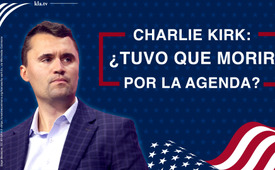 kla.tv
CHARLIE KIRK:
¿TUVO QUE MORIR
POR LA AGENDA?